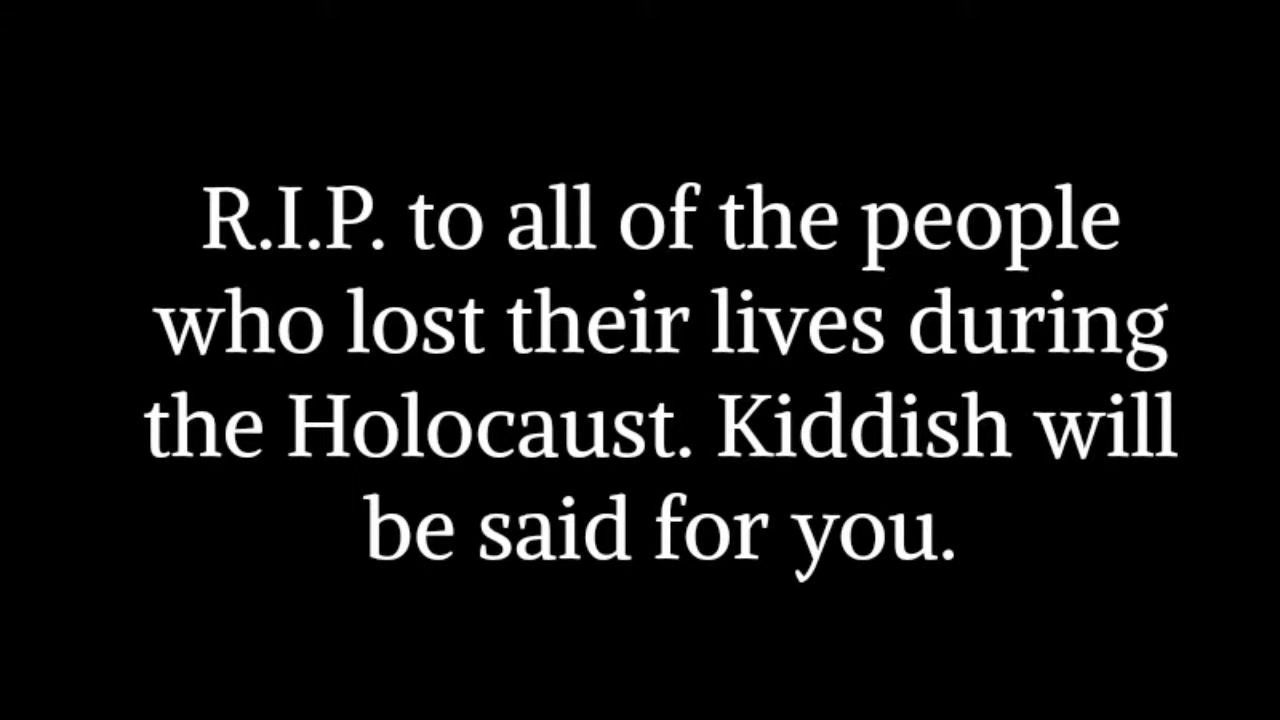 R.I.P. to all of the people
who lost their lives during
the Holocaust. Kiddish will
be said for you.